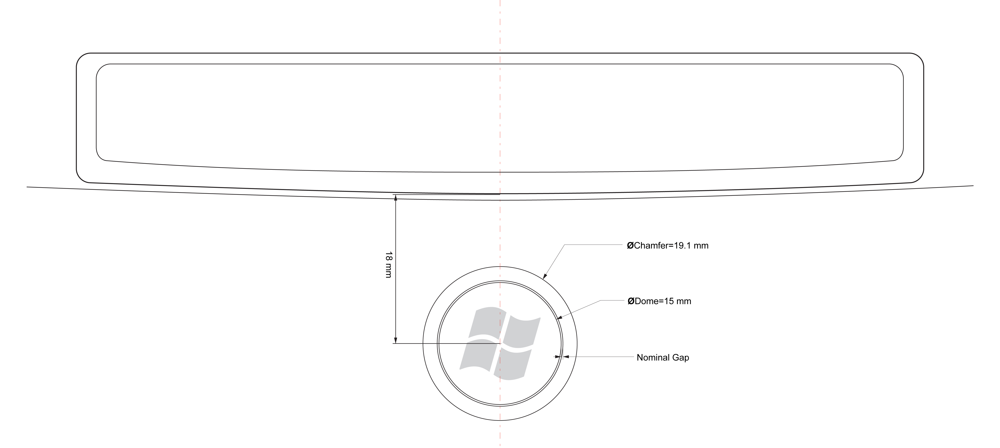 ØChamfer=19.1 mm
18 mm
ØDome=15 mm
Nominal Gap